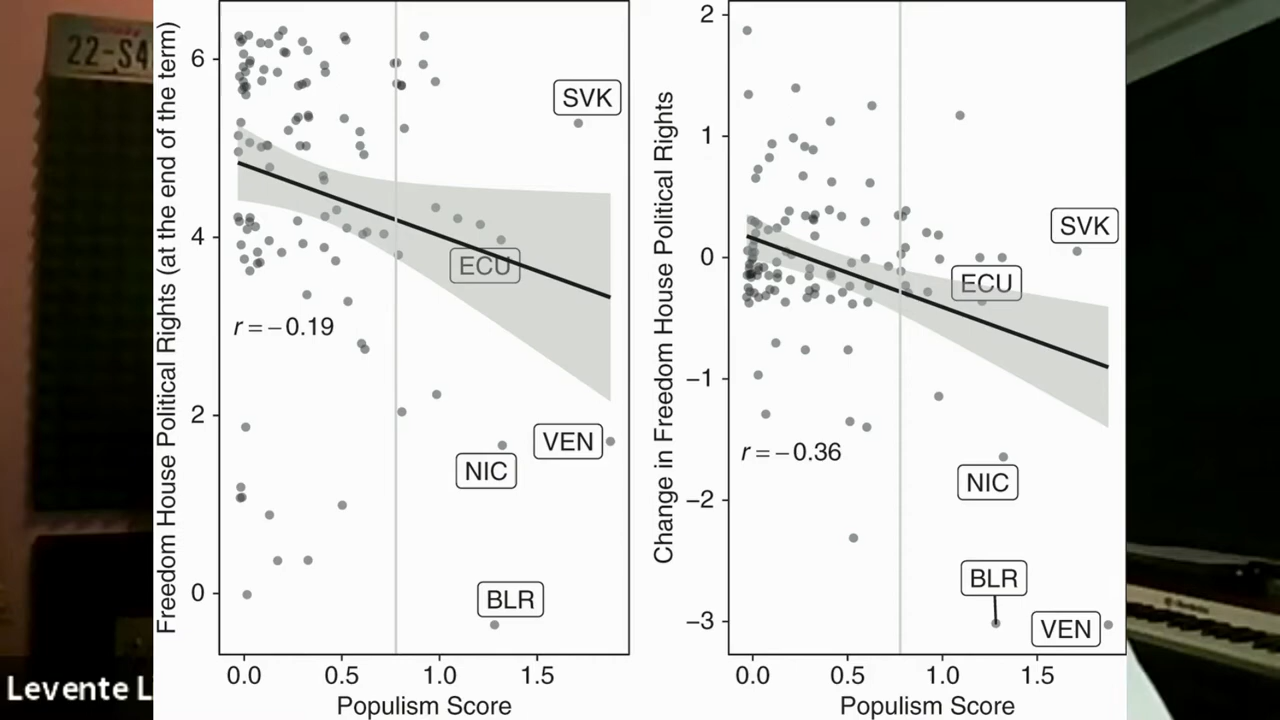 22-S4
Freedom House Political Rights (at the end of the term)
6
4
2
0
SVK
ECU
r = −0.19
VEN
NIC
BLR
0.0 0.5 1.0 1.5
Populism Score
Change in Freedom House Political Rights
2
1
0
−1
−2
−3
SVK
ECU
r = −0.36
NIC
BLR
VEN
0.0 0.5 1.0 1.5
Populism Score
Levente L